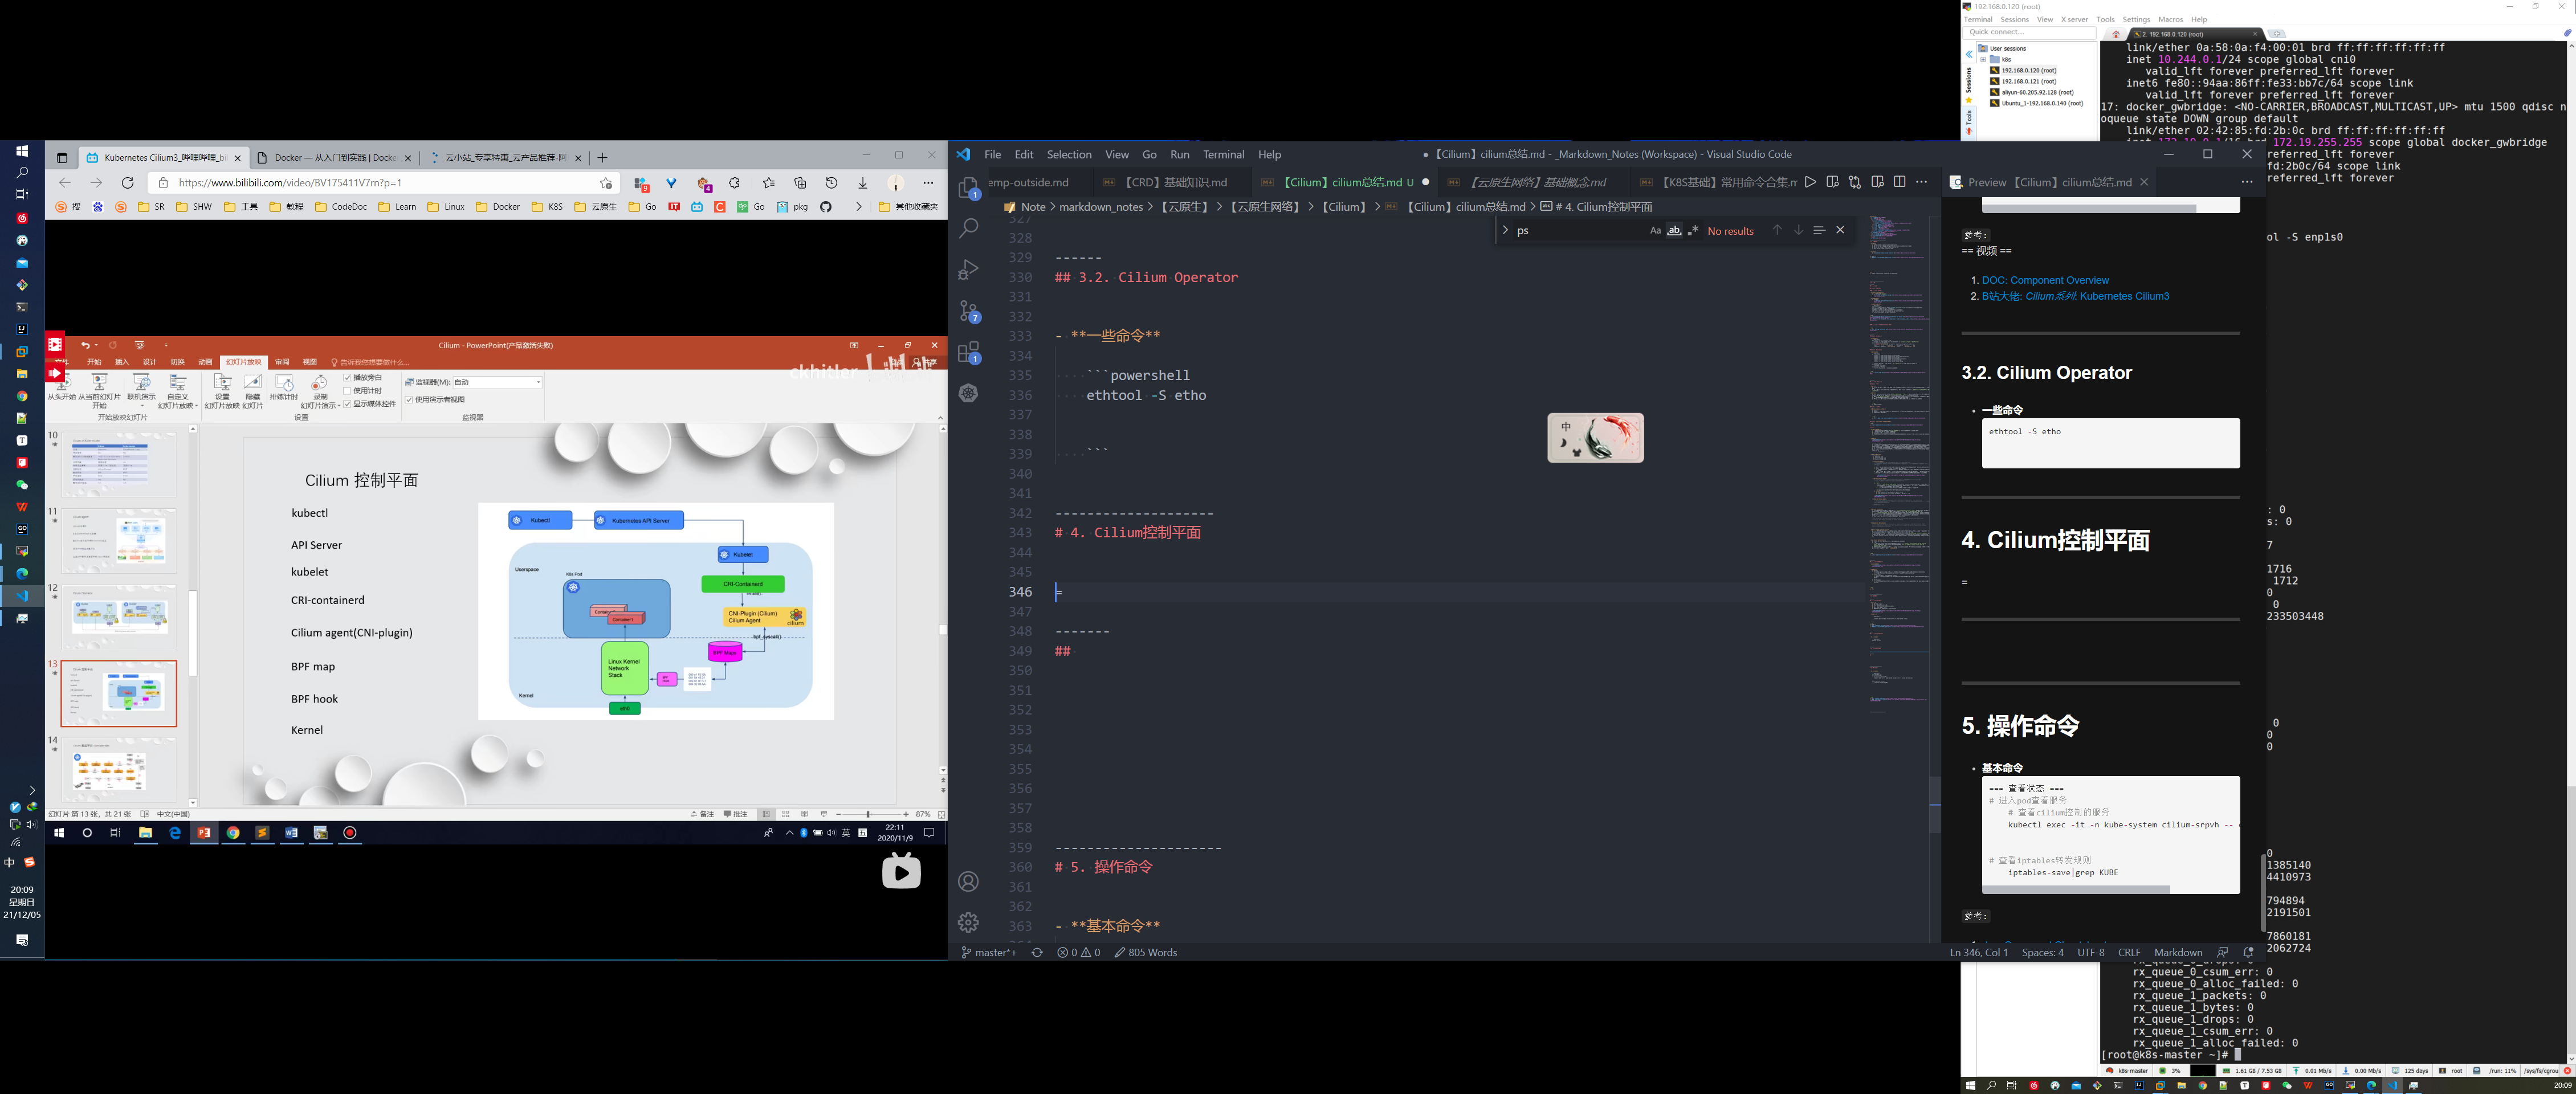 192.168.0.120 (root)
Terminal Sessions View X server Tools Settings Macros Help
Quick connect...
2. 192.168.0.120 (root)
User sessions
k8s
192.168.0.120 (root)
192.168.0.121 (root)
aliyun-60.205.92.128 (root)
Ubuntu_1-192.168.0.140 (root)
Sessions
Tools
link/ether 0a:58:0a:f4:00:01 brd ff:ff:ff:ff:ff:ff
inet 10.244.0.1/24 scope global cni0
valid_lft forever preferred_lft forever
inet6 fe80::94aa:86ff:fe33:bb7c/64 scope link
valid_lft forever preferred_lft forever
17: docker_gwbridge: <NO-CARRIER,BROADCAST,MULTICAST,UP> mtu 1500 qdisc n
oqueue state DOWN group default
link/ether 02:42:85:fd:2b:0c brd ff:ff:ff:ff:ff:ff
172.19.255.255 scope global docker_gwbridge
referred_lft forever
fd:2b0c/64 scope link
referred_lft forever
ol -S enp1s0
: 0
s: 0
7
1716
1712
0
0
233503448
0
0
0
0
1385140
4410973
794894
2191501
7860181
2062724
rx_queue_0_drops: 0
rx_queue_0_csum_err: 0
rx_queue_0_alloc_failed: 0
rx_queue_1_packets: 0
rx_queue_1_bytes: 0
rx_queue_1_drops: 0
rx_queue_1_csum_err: 0
rx_queue_1_alloc_failed: 0
[root@k8s-master ~]#
k8s-master 3% 1.61 GB / 7.53 GB 0.01 Mb/s 0.00 Mb/s 125 days root /run: 11% /sys/fs/cgrou
20:09
Kubernetes Cilium3_哔哩哔哩_bil
Docker — 从入门到实践 | Docke
云小站_专享特惠_云产品推荐-阿
https://www.bilibili.com/video/BV175411V7rn?p=1
搜 SR SHW 工具 教程 CodeDoc Learn Linux Docker K8S 云原生 Go IT Go pkg 其他收藏夹
Cilium - PowerPoint(产品激活失败)
文件 开始 插入 设计 切换 动画 幻灯片放映 审阅 视图 告诉我您想要做什么... 共享
ckhitler
从头开始 从当前幻灯片开始 联机演示 自定义幻灯片放映
设置幻灯片放映 隐藏幻灯片 排练计时 录制幻灯片演示
播放旁白
使用计时
显示媒体控件
监视器(M): 自动
使用演示者视图
开始放映幻灯片 设置 监视器
10
11
12
13
14
Cilium 控制平面
kubectl
API Server
kubelet
CRI-containerd
Cilium agent(CNI-plugin)
BPF map
BPF hook
Kernel
Kubectl
Kubernetes API Server
Kubelet
Userspace
K8s Pod
CRI-Containerd
Container1
CNI-Plugin (Cilium)
Cilium Agent
cilium
bpf_syscall()
BPF Maps
Linux Kernel
Network
Stack
Kernel
eth0
幻灯片 第 13 张，共 21 张 中文(中国)
备注 批注 87%
英
22:11
2020/11/9
中
20:09
星期日
21/12/05
File Edit Selection View Go Run Terminal Help
● 【Cilium】cilium总结.md - _Markdown_Notes (Workspace) - Visual Studio Code
emp-outside.md
【CRD】基础知识.md
【Cilium】cilium总结.md U
【云原生网络】基础概念.md
【K8S基础】常用命令合集.m
Note > markdown_notes > 【云原生】 > 【云原生网络】 > 【Cilium】 > 【Cilium】cilium总结.md > # 4. Cilium控制平面
ps
Aa ab .*
No results
327
328
329 ------
330 ## 3.2. Cilium Operator
331
332
333 - **一些命令**
334
335 ```powershell
336 ethtool -S etho
337
338
339 ```
340
341
342 --------------------
343 # 4. Cilium控制平面
344
345
346 =
347
348 -------
349 ##
350
351
352
353
354
355
356
357
358
359 ---------------------
360 # 5. 操作命令
361
362
363 - **基本命令**
中
master*+ 0 0 805 Words
Ln 346, Col 1 Spaces: 4 UTF-8 CRLF Markdown
Preview 【Cilium】cilium总结.md
参考:
== 视频 ==
1. DOC: Component Overview
2. B站大佬: Cilium系列: Kubernetes Cilium3
3.2. Cilium Operator
一些命令
ethtool -S etho
4. Cilium控制平面
=
5. 操作命令
基本命令
=== 查看状态 ===
# 进入pod查看服务
# 查看cilium控制的服务
kubectl exec -it -n kube-system cilium-srpvh -- c
# 查看iptables转发规则
iptables-save|grep KUBE
参考: